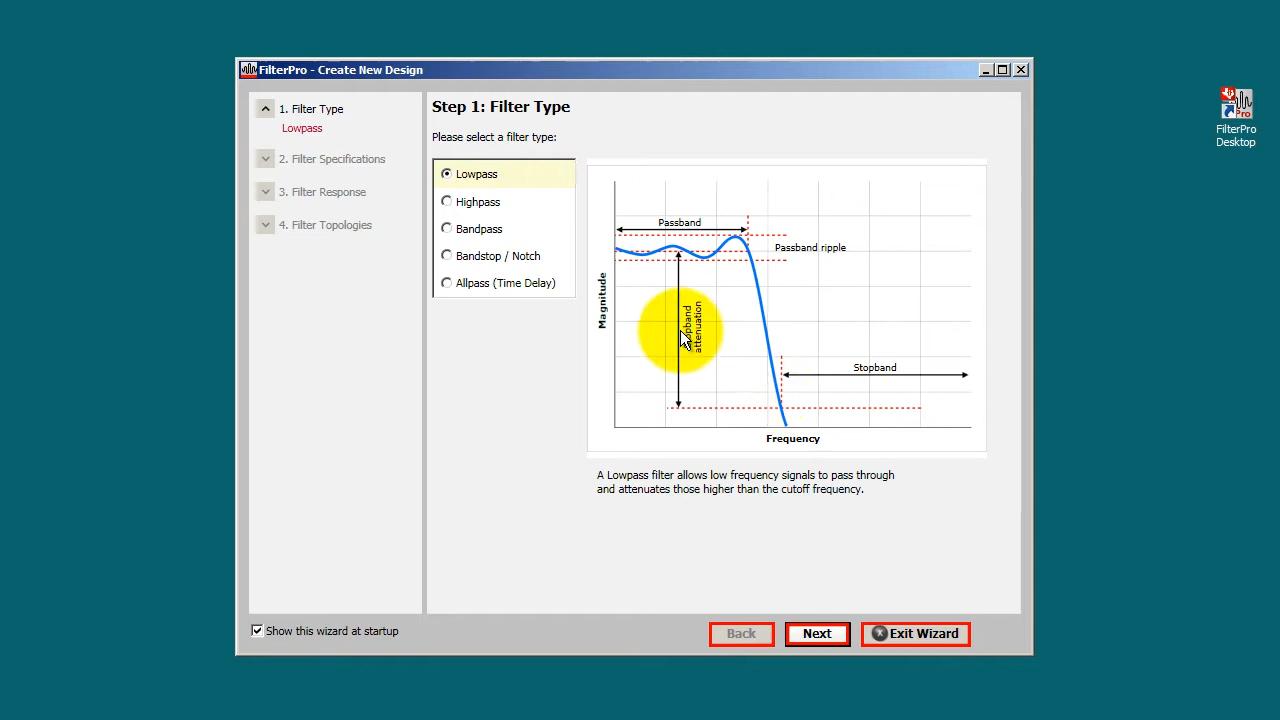 FilterPro - Create New Design
1. Filter Type
Lowpass
2. Filter Specifications
3. Filter Response
4. Filter Topologies
Step 1: Filter Type
Please select a filter type:
Lowpass
Highpass
Bandpass
Bandstop / Notch
Allpass (Time Delay)
Passband
Passband ripple
Magnitude
attenuation
Stopband
Frequency
A Lowpass filter allows low frequency signals to pass through
and attenuates those higher than the cutoff frequency.
Show this wizard at startup
Back
Next
Exit Wizard
Pro
FilterPro
Desktop